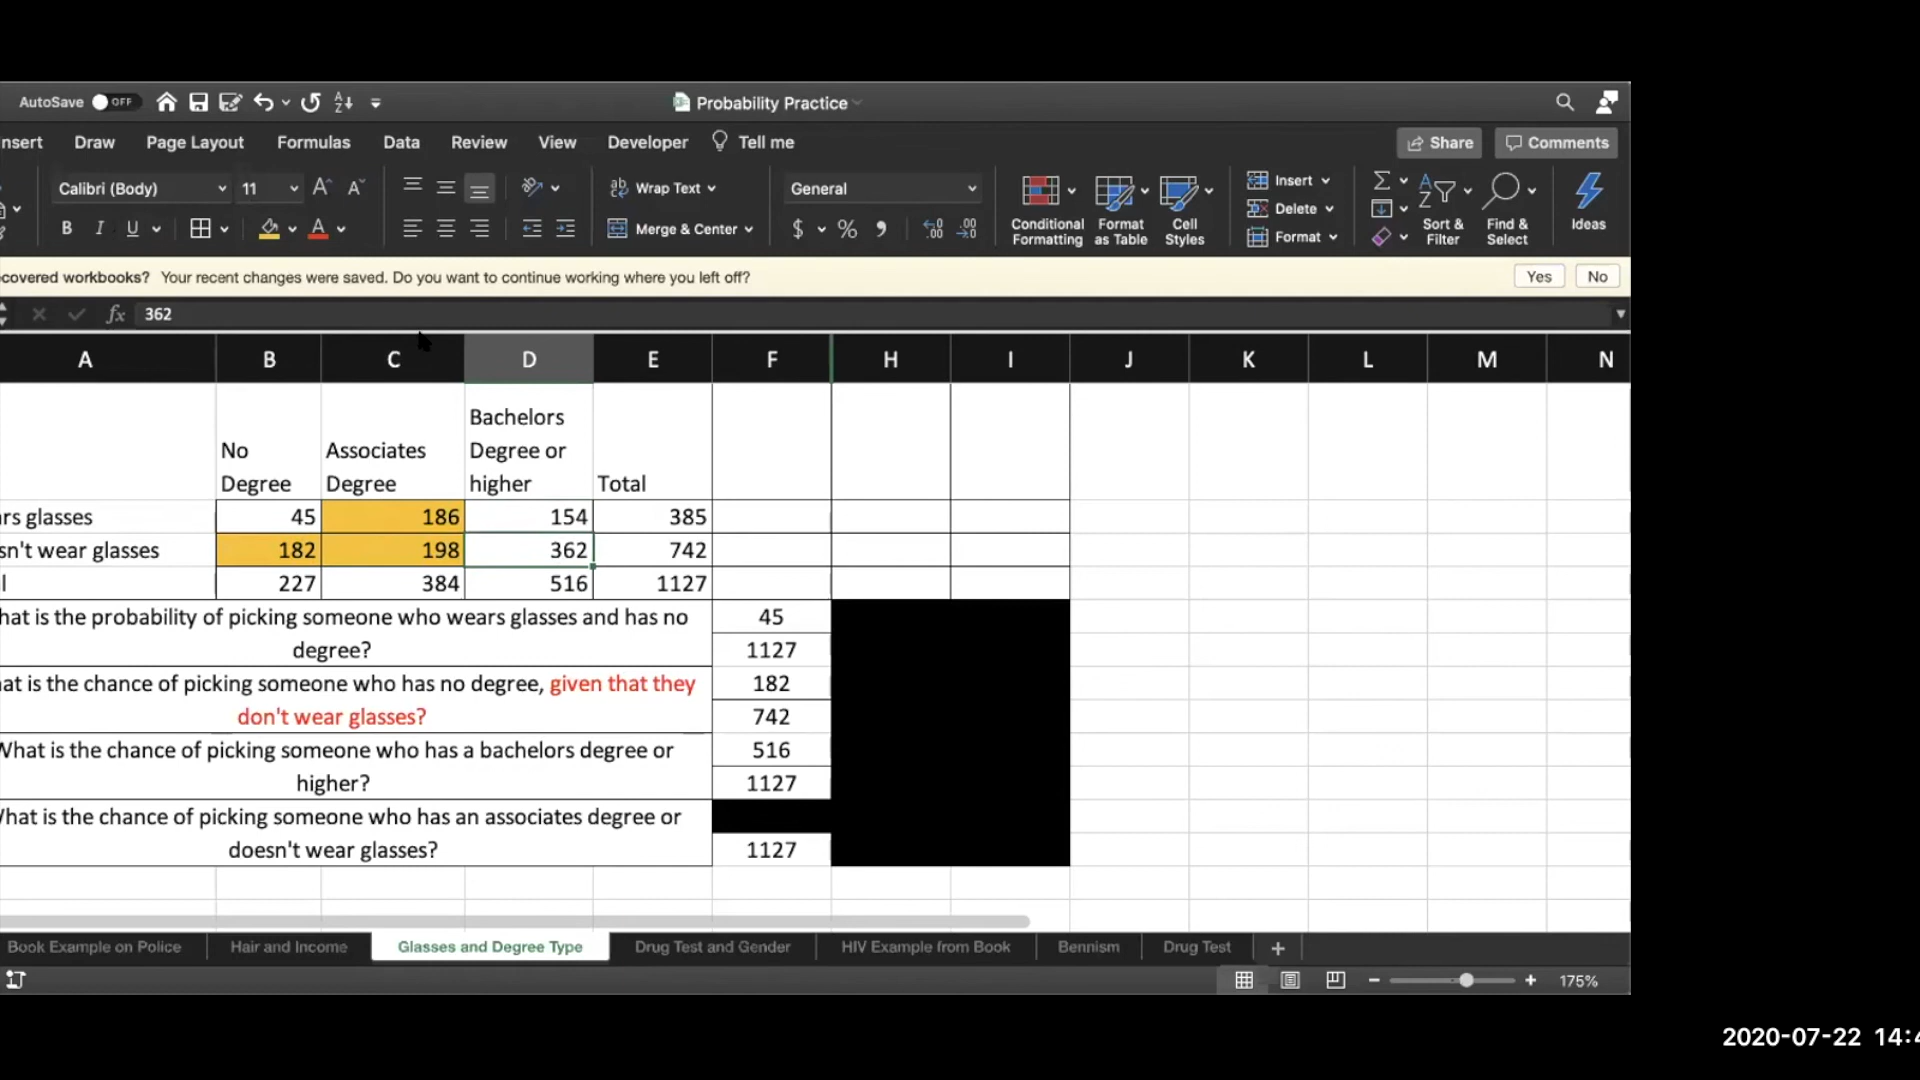 AutoSave OFF Probability Practice
nsert Draw Page Layout Formulas Data Review View Developer Tell me Share Comments
Calibri (Body) 11 A A Wrap Text General Insert
B I U A Merge & Center $ % Delete
Conditional Formatting Format as Table Cell Styles Format Sort & Filter Find & Select Ideas
covered workbooks? Your recent changes were saved. Do you want to continue working where you left off? Yes No
fx 362
A B C D E F H I J K L M N
No Degree Associates Degree Bachelors Degree or higher Total
rs glasses 45 186 154 385
sn't wear glasses 182 198 362 742
l 227 384 516 1127
hat is the probability of picking someone who wears glasses and has no 45
degree? 1127
at is the chance of picking someone who has no degree, given that they 182
don't wear glasses? 742
What is the chance of picking someone who has a bachelors degree or 516
higher? 1127
hat is the chance of picking someone who has an associates degree or
doesn't wear glasses? 1127
Book Example on Police Hair and Income Glasses and Degree Type Drug Test and Gender HIV Example from Book Bennism Drug Test +
175%
2020-07-22 14:4